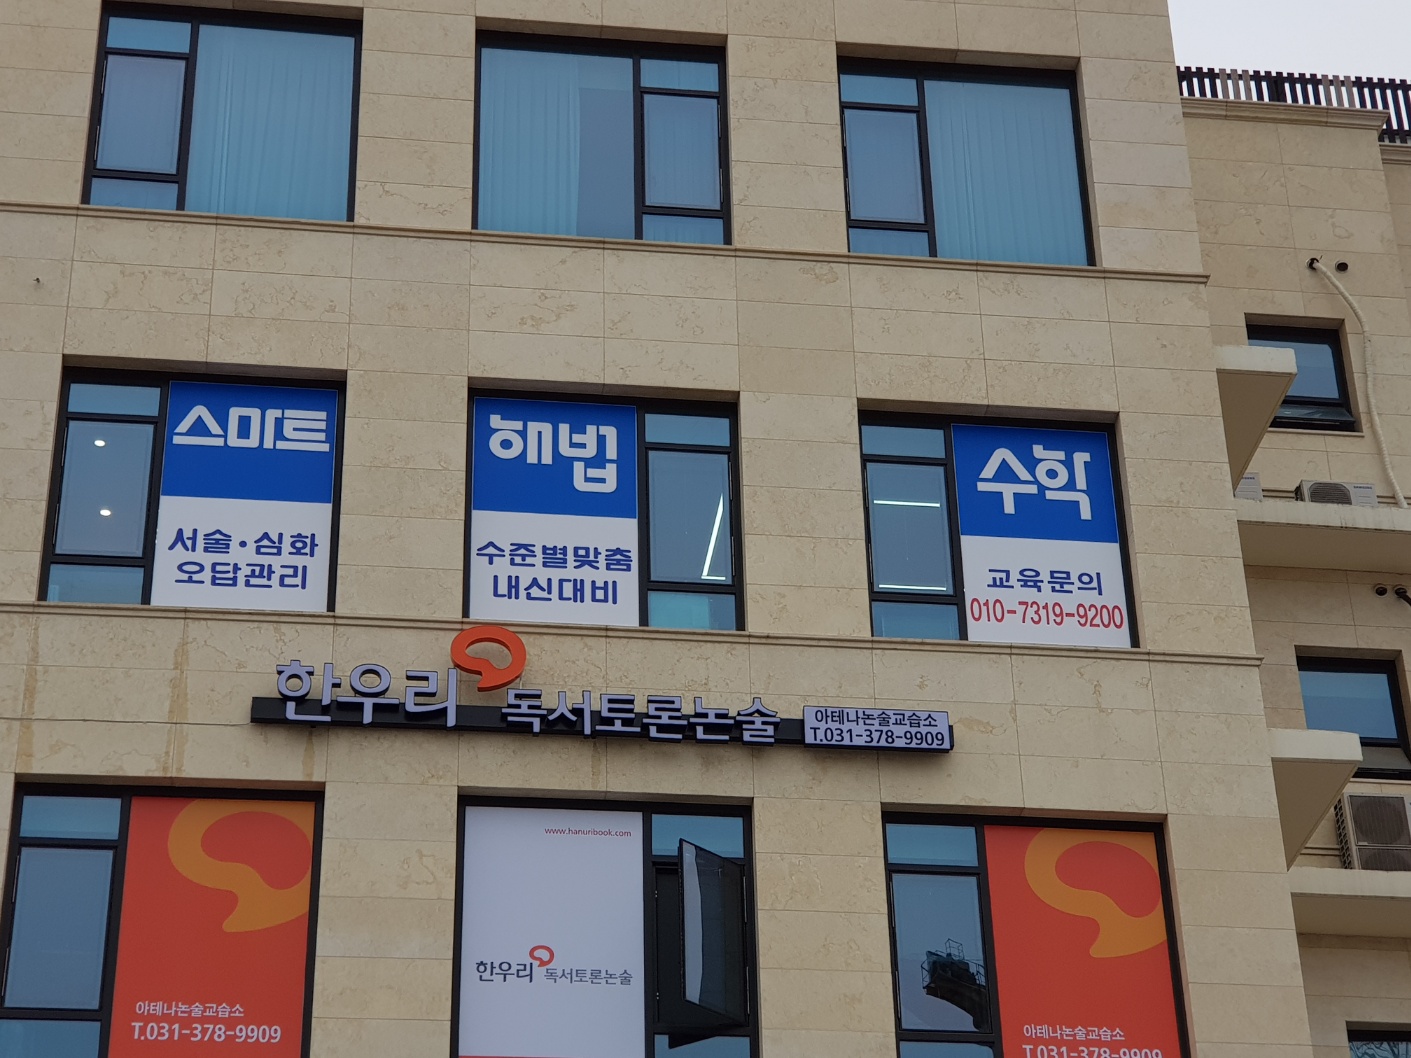 스마트
서술·심화
오답관리
해법
수준별맞춤
내신대비
수학
교육문의
010-7319-9200
한우리 독서토론논술
아테나논술교습소
T.031-378-9909
아테나논술교습소
T.031-378-9909
www.hanuribook.com
한우리 독서토론논술
아테나논술교습소
T.031-378-9909